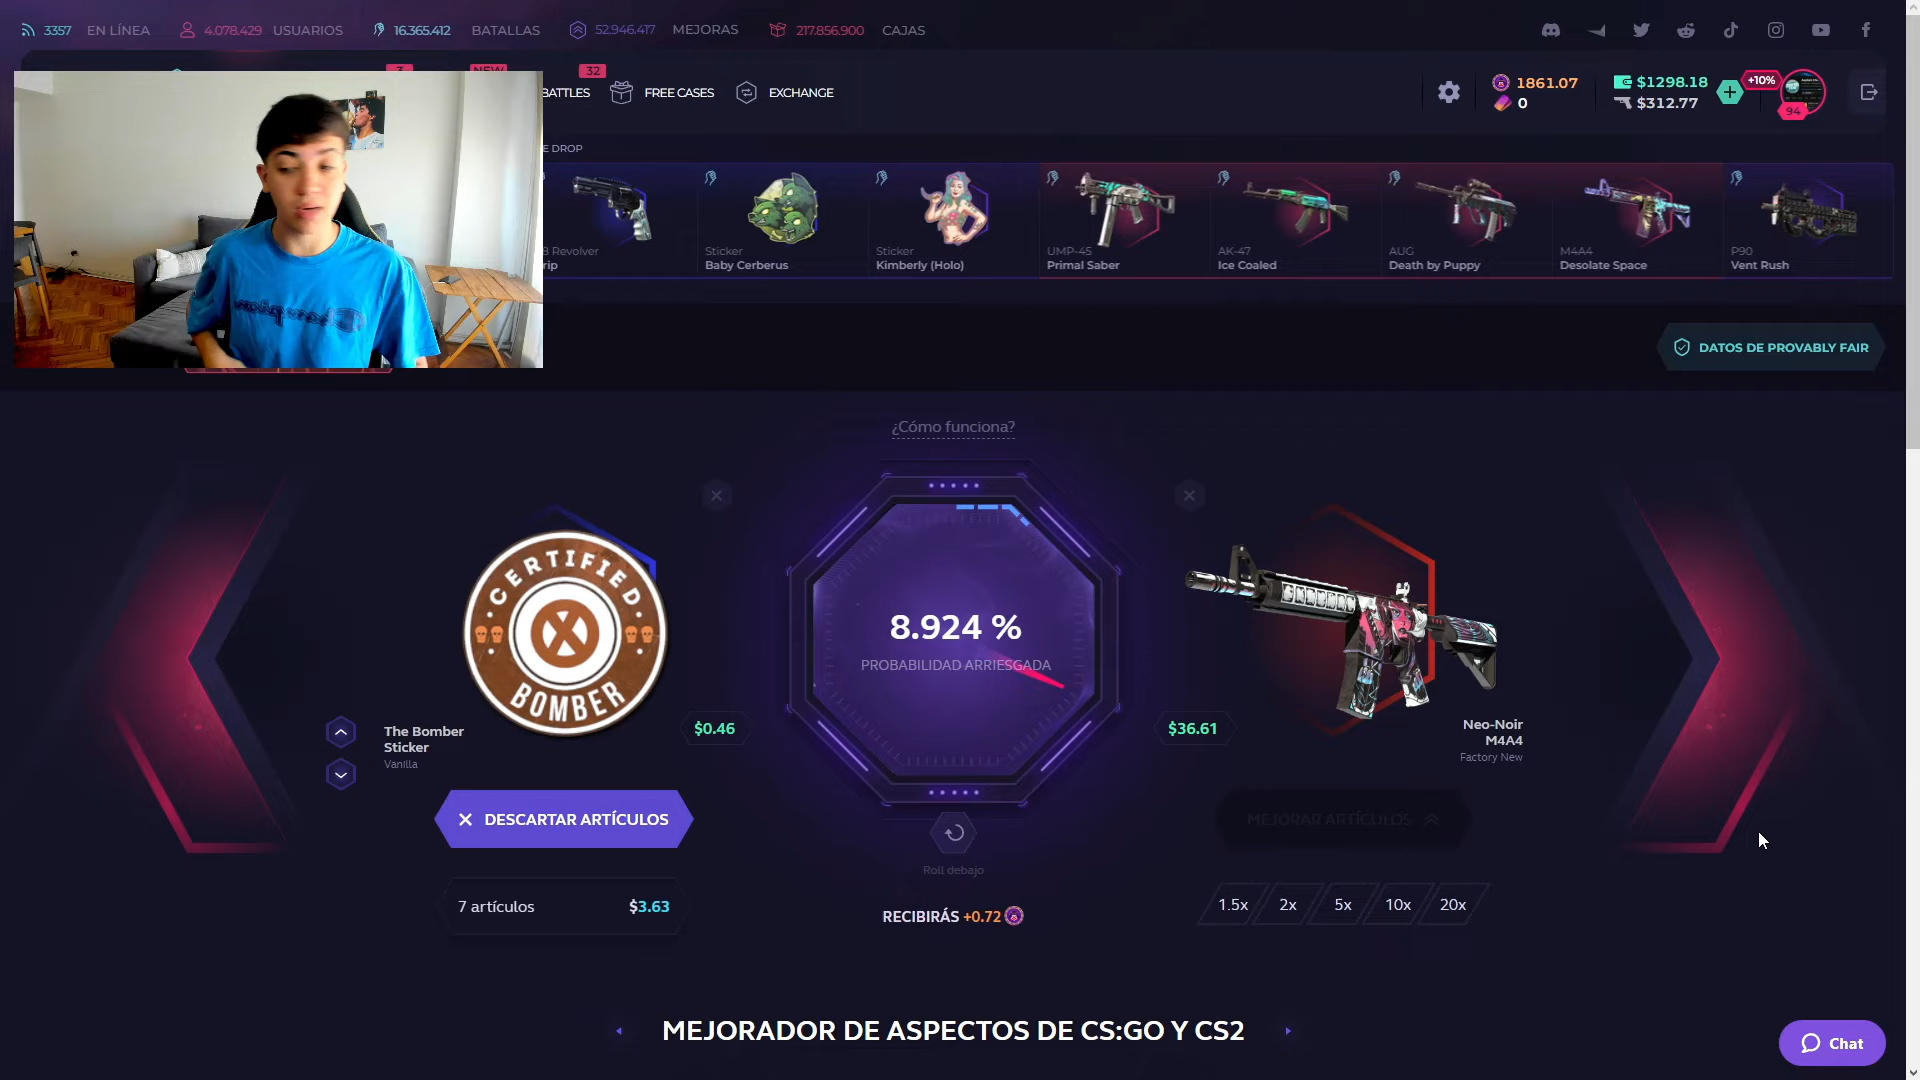 3357 EN LÍNEA 4.078.429 USUARIOS 16.365.412 BATALLAS 52.946.417 MEJORAS 217.856.900 CAJAS
3 NEW 32
BATTLES FREE CASES EXCHANGE
1861.07
0
$1298.18
$312.77
+10%
94
E DROP
Revolver
rip
Sticker
Baby Cerberus
Sticker
Kimberly (Holo)
UMP-45
Primal Saber
AK-47
Ice Coaled
AUG
Death by Puppy
M4A4
Desolate Space
P90
Vent Rush
DATOS DE PROVABLY FAIR
¿Cómo funciona?
CERTIFIED
BOMBER
8.924 %
PROBABILIDAD ARRIESGADA
The Bomber
Sticker
Vanilla
$0.46
$36.61
Neo-Noir
M4A4
Factory New
DESCARTAR ARTÍCULOS
MEJORAR ARTÍCULOS
Roll debajo
7 artículos $3.63
RECIBIRÁS +0.72
1.5x 2x 5x 10x 20x
MEJORADOR DE ASPECTOS DE CS:GO Y CS2
Chat